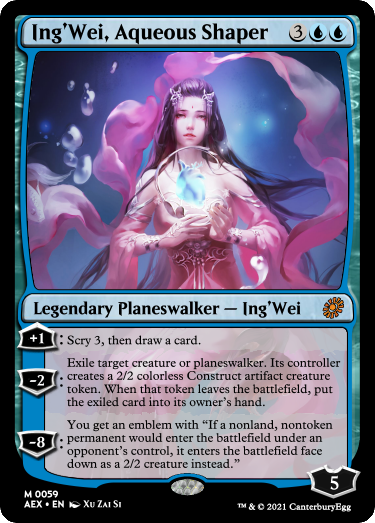 Ing'Wei, Aqueous Shaper 3
Legendary Planeswalker — Ing'Wei
+1: Scry 3, then draw a card.
Exile target creature or planeswalker. Its controller
-2: creates a 2/2 colorless Construct artifact creature
token. When that token leaves the battlefield, put
the exiled card into its owner's hand.
You get an emblem with “If a nonland, nontoken
-8: permanent would enter the battlefield under an
opponent's control, it enters the battlefield face
down as a 2/2 creature instead.”
5
M 0059
AEX • EN Xu Zai Si
™ & © 2021 CanterburyEgg